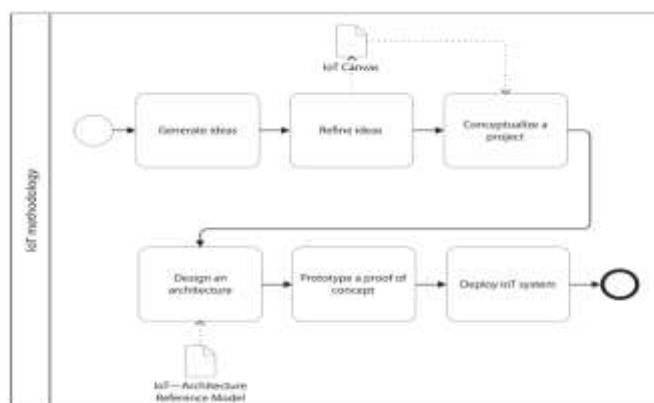 IoT methodology
IoT Canvas
Generate ideas
Refine ideas
Conceptualize a
project
Design an
architecture
Prototype a proof of
concept
Deploy IoT system
IoT—Architecture
Reference Model